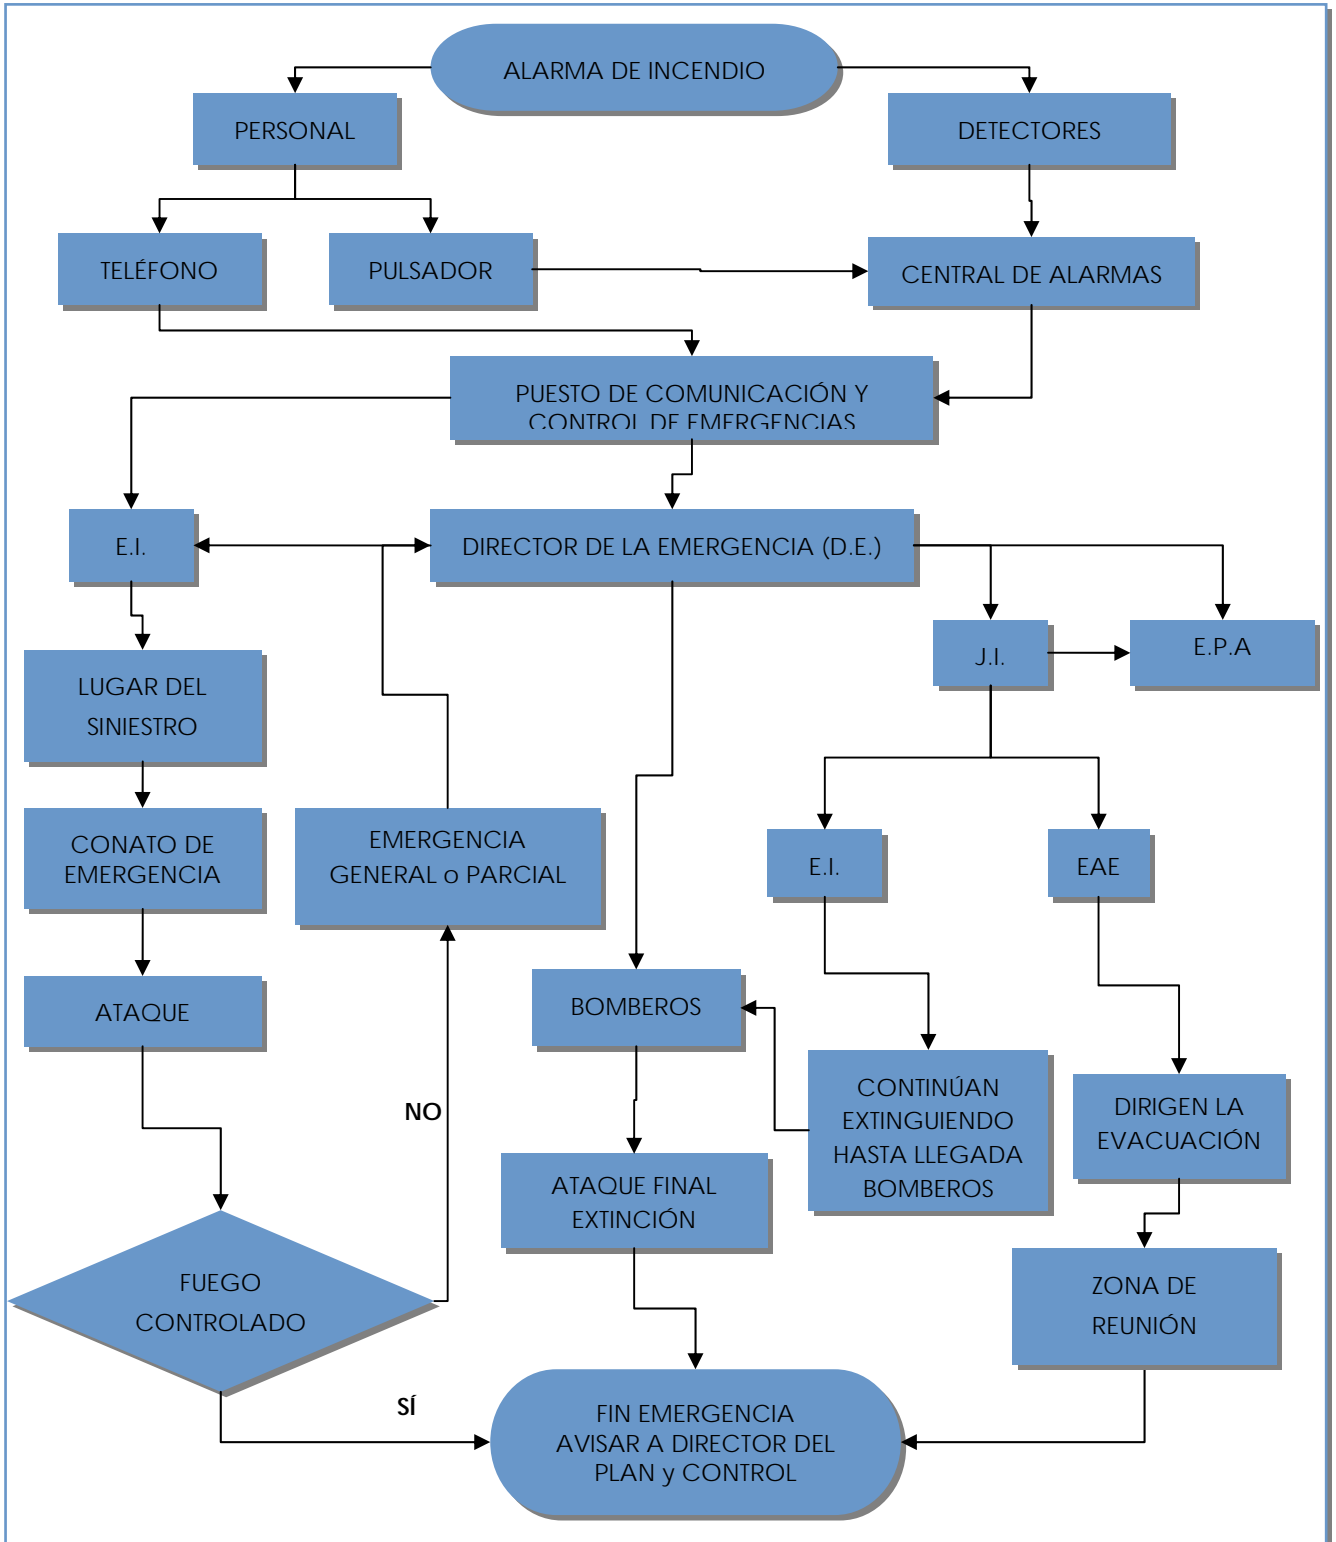 ALARMA DE INCENDIO
PERSONAL
DETECTORES
TELÉFONO
PULSADOR
CENTRAL DE ALARMAS
PUESTO DE COMUNICACIÓN Y
CONTROL DE EMERGENCIAS
E.I.
DIRECTOR DE LA EMERGENCIA (D.E.)
J.I.
E.P.A
LUGAR DEL
SINIESTRO
CONATO DE
EMERGENCIA
EMERGENCIA
GENERAL o PARCIAL
E.I.
EAE
ATAQUE
BOMBEROS
NO
CONTINÚAN
EXTINGUIENDO
HASTA LLEGADA
BOMBEROS
DIRIGEN LA
EVACUACIÓN
ATAQUE FINAL
EXTINCIÓN
FUEGO
CONTROLADO
ZONA DE
REUNIÓN
SÍ
FIN EMERGENCIA
AVISAR A DIRECTOR DEL
PLAN y CONTROL